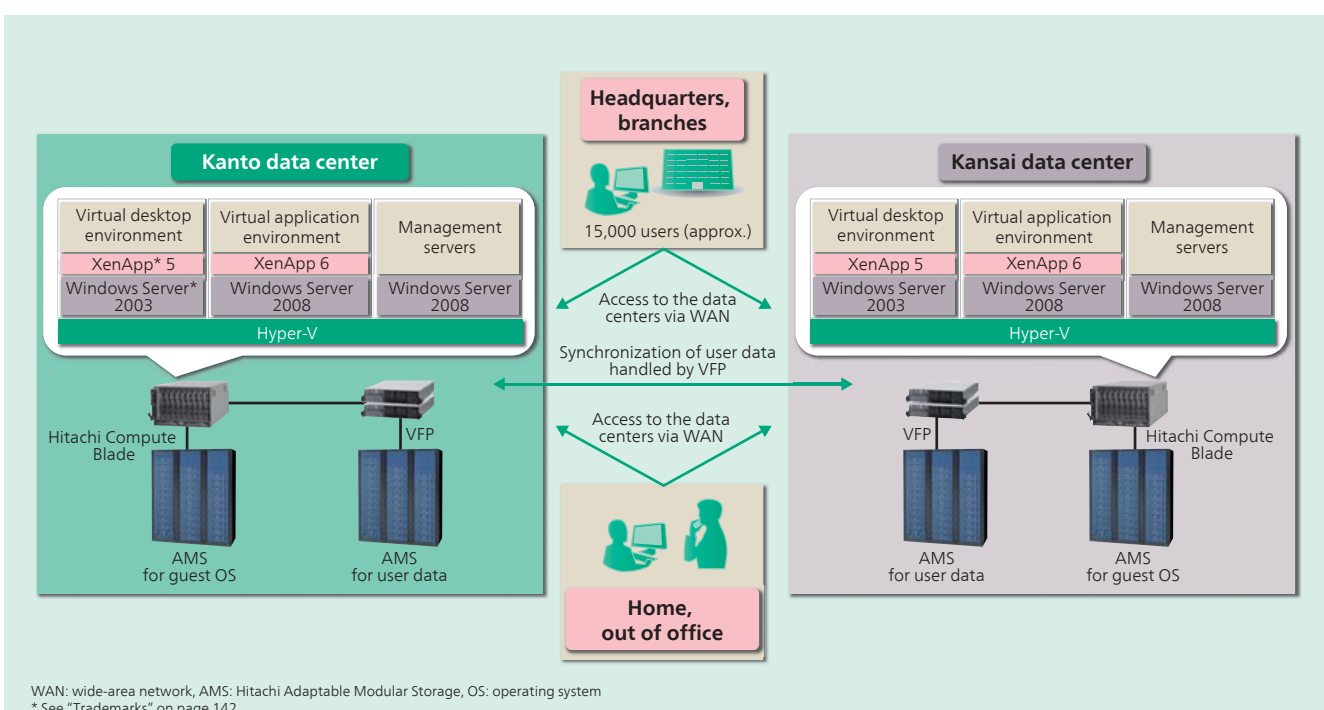 Headquarters,
branches
15,000 users (approx.)
Kanto data center
Virtual desktop
environment
XenApp* 5
Windows Server*
2003
Virtual application
environment
XenApp 6
Windows Server
2008
Management
servers
Windows Server
2008
Hyper-V
Hitachi Compute
Blade
VFP
AMS
for guest OS
AMS
for user data
Access to the data
centers via WAN
Synchronization of user data
handled by VFP
Access to the data
centers via WAN
Home,
out of office
Kansai data center
Virtual desktop
environment
XenApp 5
Windows Server
2003
Virtual application
environment
XenApp 6
Windows Server
2008
Management
servers
Windows Server
2008
Hyper-V
VFP
Hitachi Compute
Blade
AMS
for user data
AMS
for guest OS
WAN: wide-area network, AMS: Hitachi Adaptable Modular Storage, OS: operating system
* See “Trademarks” on page 142.